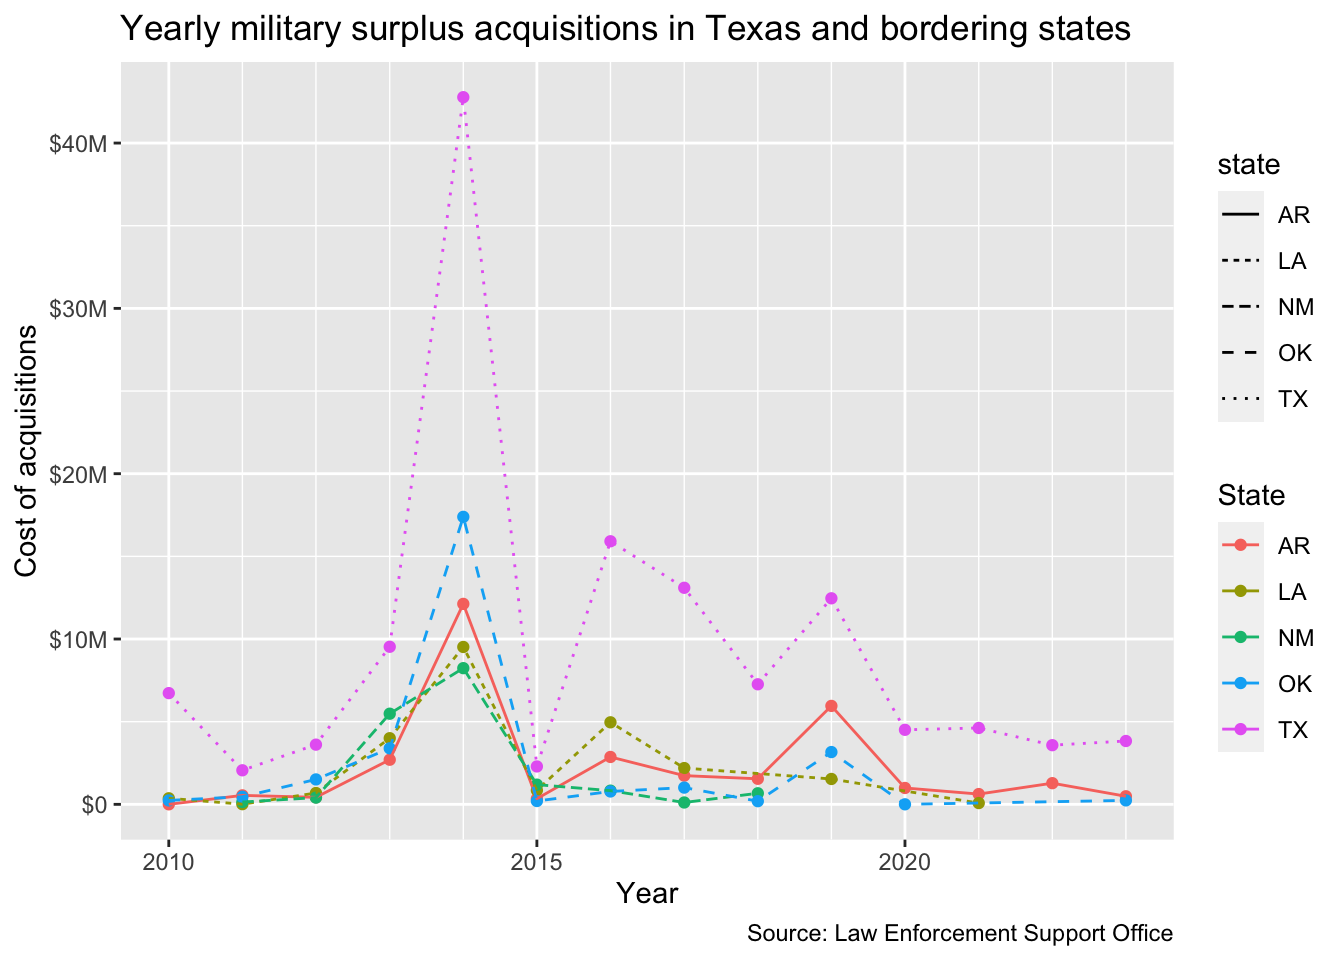 Yearly military surplus acquisitions in Texas and bordering states
Cost of acquisitions
$40M
$30M
$20M
$10M
$0
2010
2015
2020
Year
Source: Law Enforcement Support Office
state
AR
LA
NM
OK
TX
State
AR
LA
NM
OK
TX